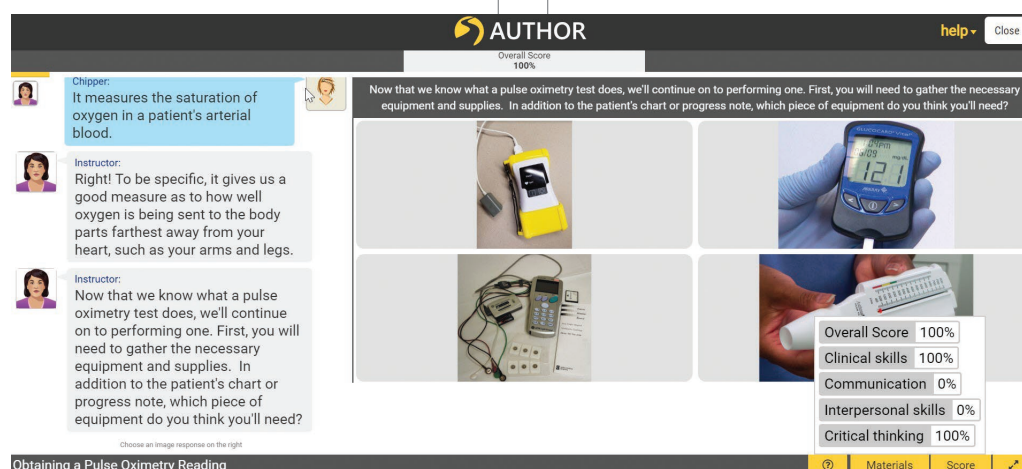 AUTHOR
help
Close
Overall Score
100%
Chipper:
It measures the saturation of
oxygen in a patient's arterial
blood.
Instructor:
Right! To be specific, it gives us a
good measure as to how well
oxygen is being sent to the body
parts farthest away from your
heart, such as your arms and legs.
Instructor:
Now that we know what a pulse
oximetry test does, we'll continue
on to performing one. First, you will
need to gather the necessary
equipment and supplies. In
addition to the patient's chart or
progress note, which piece of
equipment do you think you'll need?
Choose an image response on the right
Now that we know what a pulse oximetry test does, we'll continue on to performing one. First, you will need to gather the necessary
equipment and supplies. In addition to the patient's chart or progress note, which piece of equipment do you think you'll need?
121
Overall Score 100%
Clinical skills 100%
Communication 0%
Interpersonal skills 0%
Critical thinking 100%
Obtaining a Pulse Oximetry Reading
Materials
Score